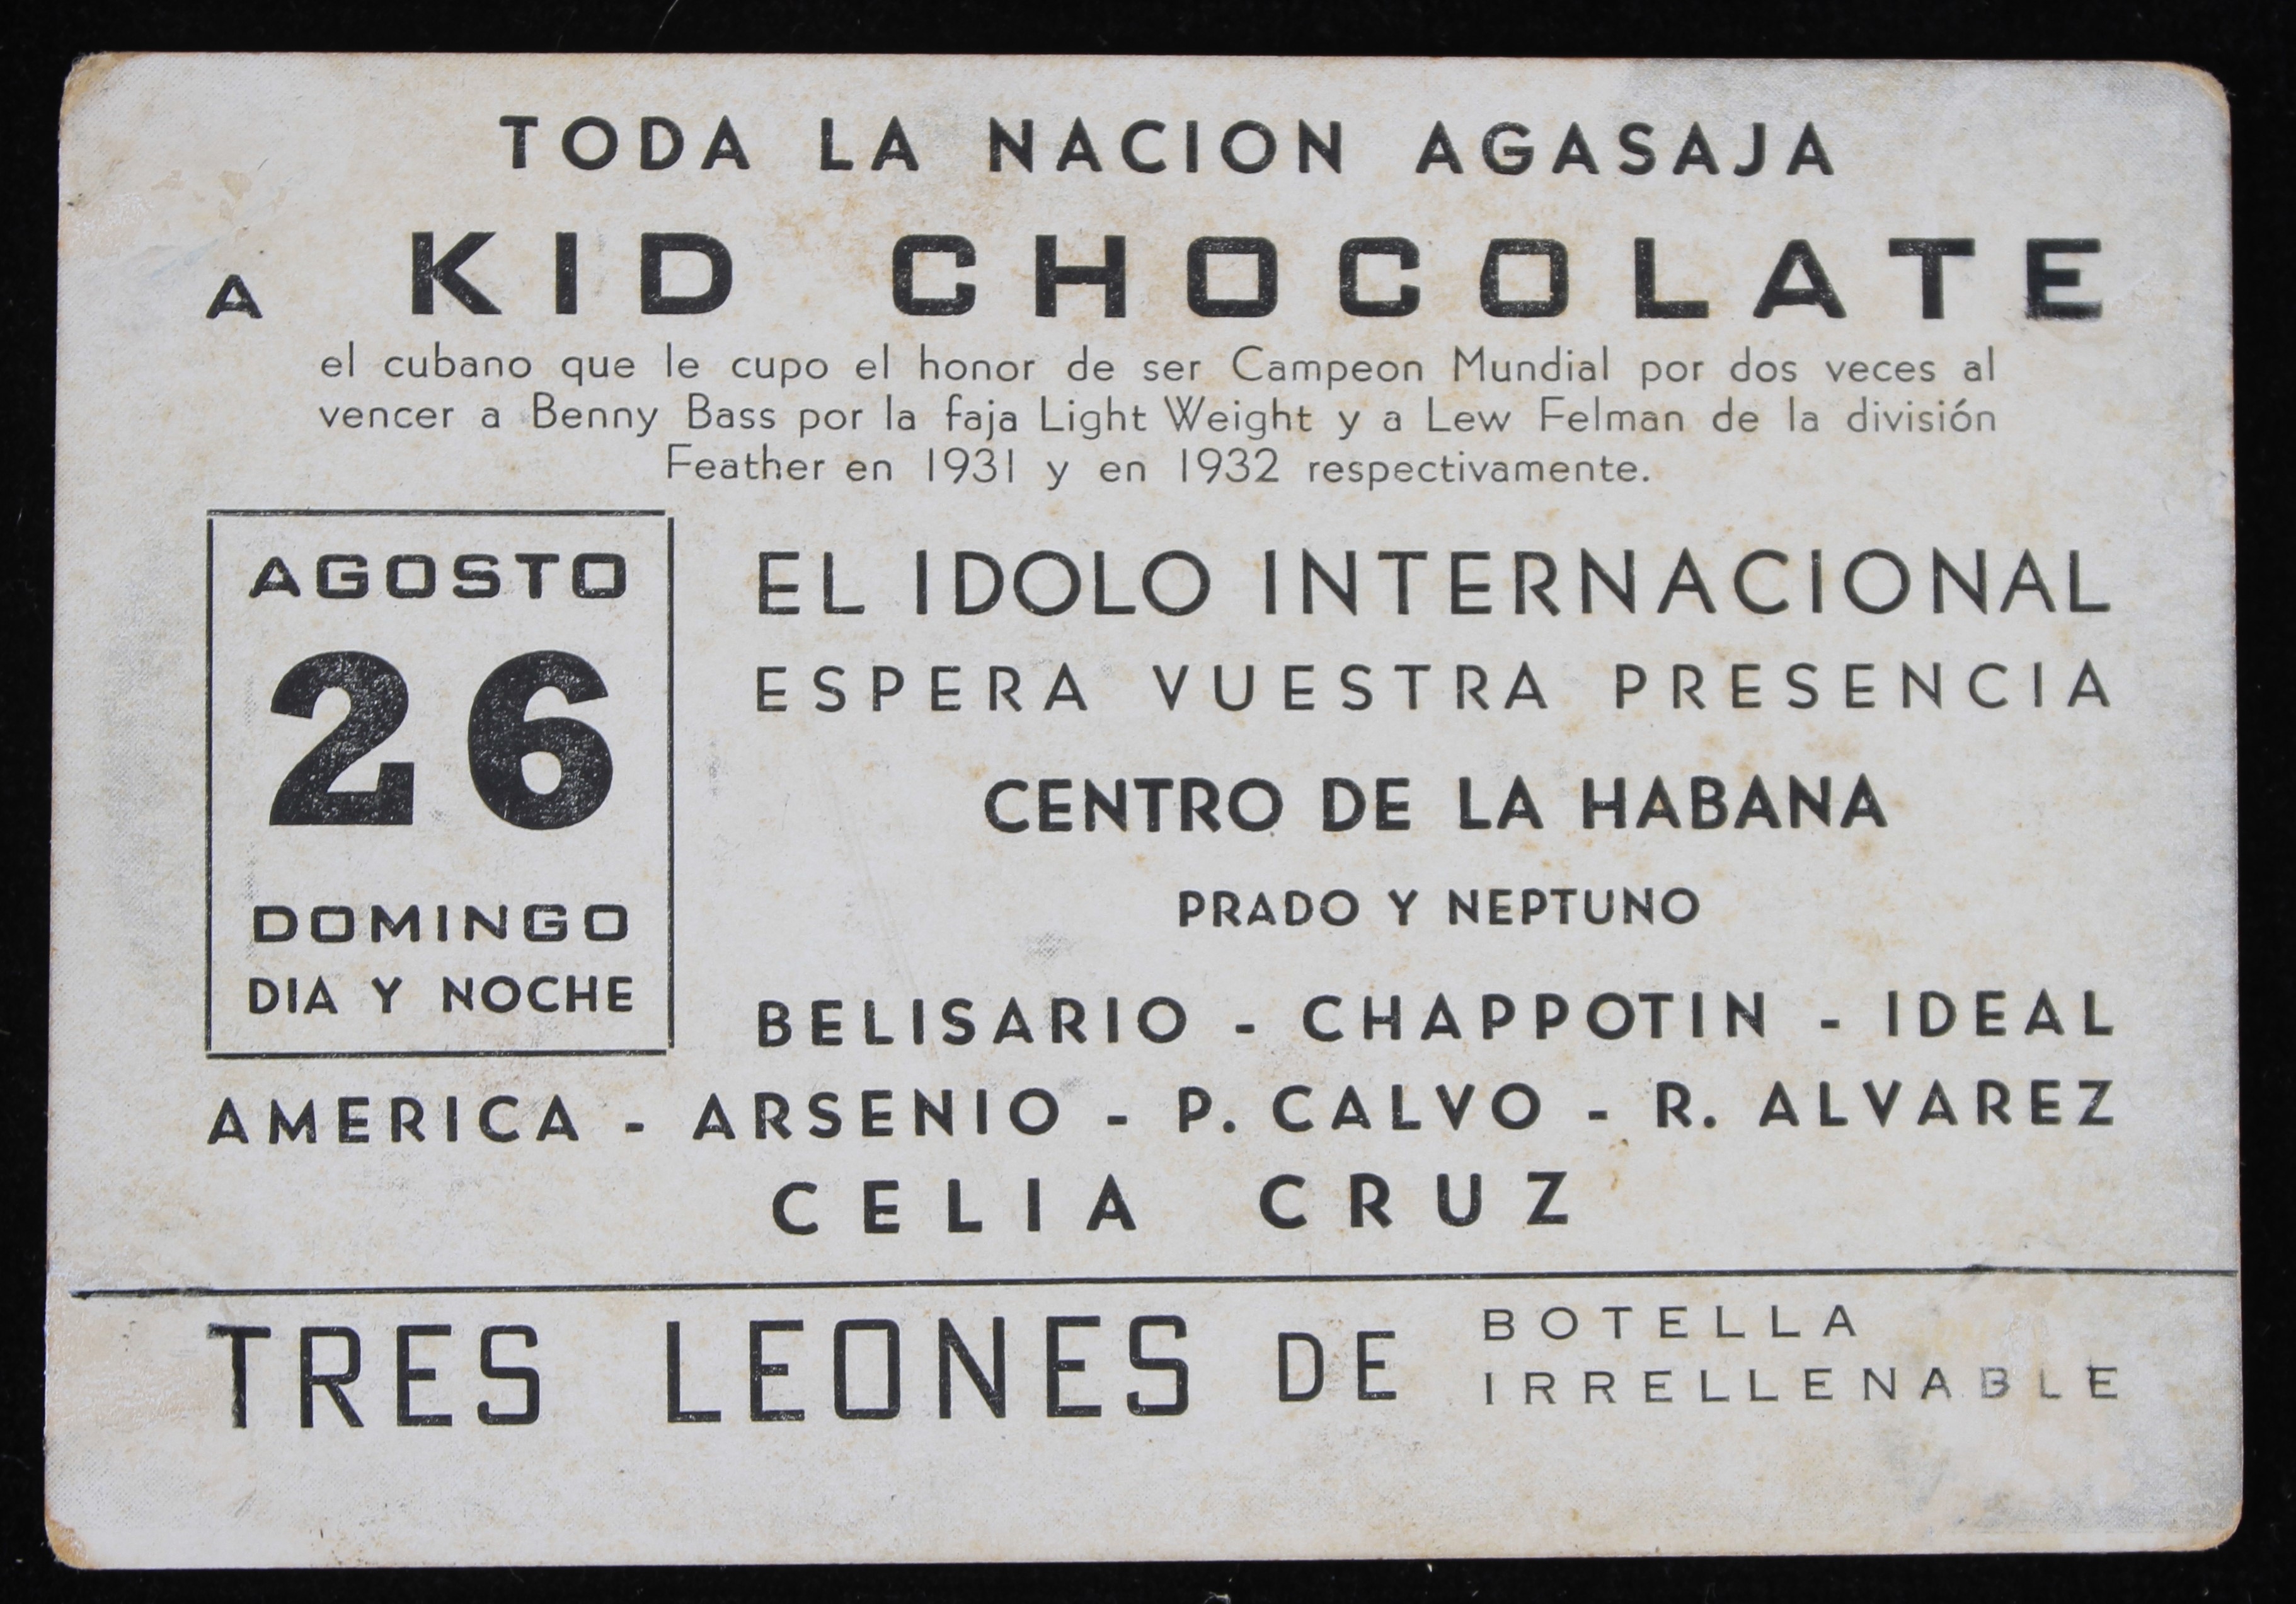 TODA LA NACION AGASAJA
A KID CHOCOLATE
el cubano que le cupo el honor de ser Campeon Mundial por dos veces al
vencer a Benny Bass por la faja Light Weight y a Lew Felman de la división
Feather en 1931 y en 1932 respectivamente.
AGOSTO
26
DOMINGO
DIA Y NOCHE
EL IDOLO INTERNACIONAL
ESPERA VUESTRA PRESENCIA
CENTRO DE LA HABANA
PRADO Y NEPTUNO
BELISARIO - CHAPPOTIN - IDEAL
AMERICA - ARSENIO - P. CALVO - R. ALVAREZ
CELIA CRUZ
TRES LEONES DE BOTELLA
IRRELLENABLE